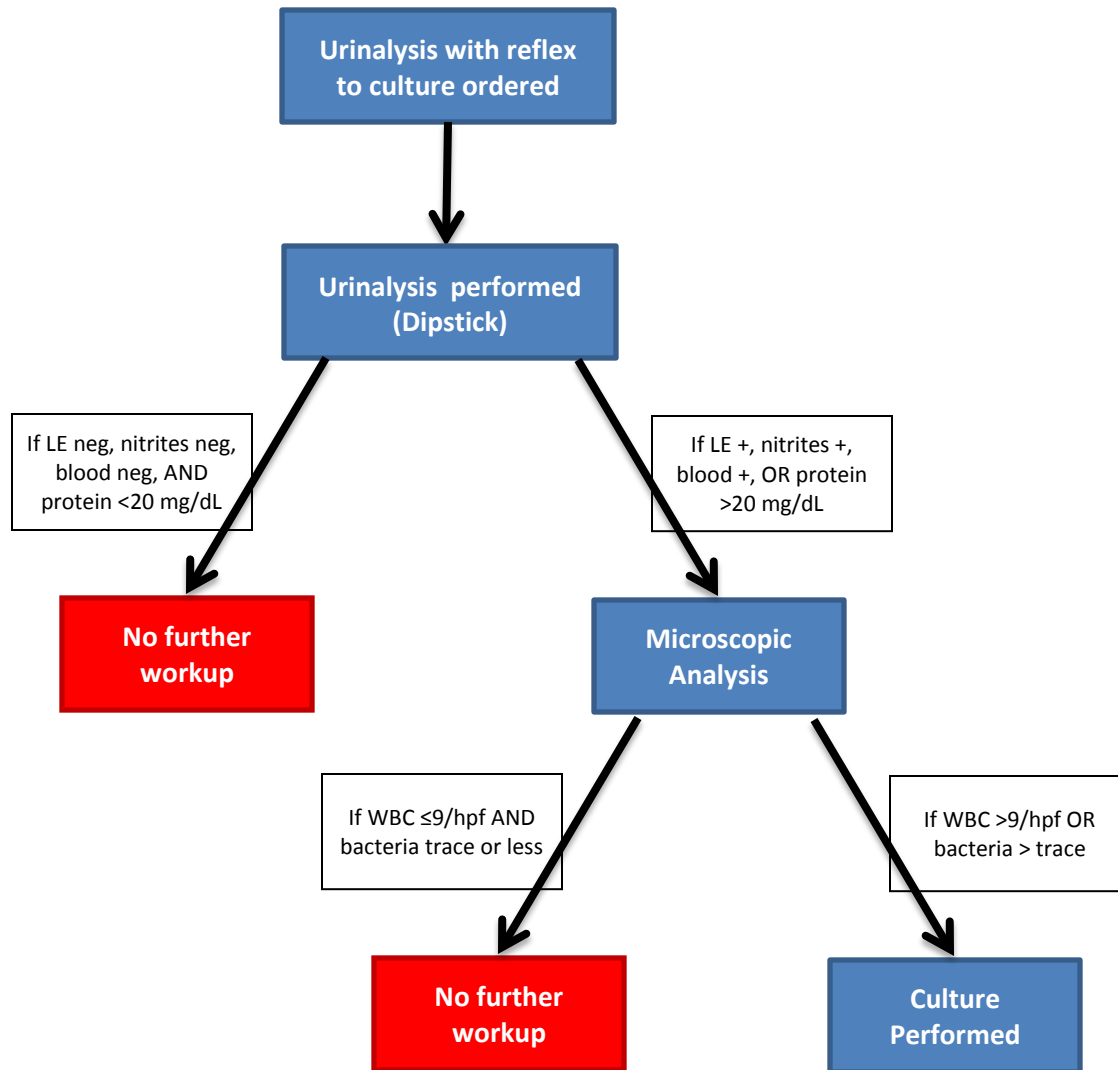 Urinalysis with reflex
to culture ordered
Urinalysis performed
(Dipstick)
If LE neg, nitrites neg,
blood neg, AND
protein <20 mg/dL
If LE +, nitrites +,
blood +, OR protein
>20 mg/dL
No further
workup
Microscopic
Analysis
If WBC ≤9/hpf AND
bacteria trace or less
If WBC >9/hpf OR
bacteria > trace
No further
workup
Culture
Performed